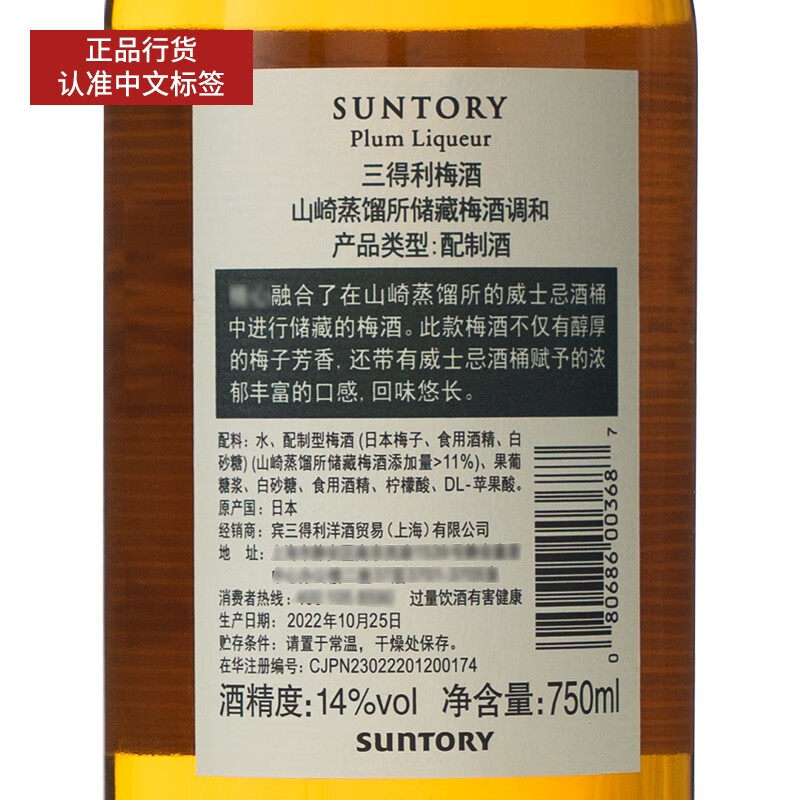 正品行货
认准中文标签
SUNTORY
Plum Liqueur
三得利梅酒
山崎蒸馏所储藏梅酒调和
产品类型:配制酒
融合了在山崎蒸馏所的威士忌酒桶
中进行储藏的梅酒。此款梅酒不仅有醇厚
的梅子芳香，还带有威士忌酒桶赋予的浓
郁丰富的口感，回味悠长。
配料：水、配制型梅酒(日本梅子、食用酒精、白
砂糖)(山崎蒸馏所储藏梅酒添加量>11%)、果葡
糖浆、白砂糖、食用酒精、柠檬酸、DL-苹果酸。
原产国：日本
经销商：宾三得利洋酒贸易(上海)有限公司
地 址：
消费者热线： 过量饮酒有害健康
生产日期：2022年10月25日
贮存条件：请置于常温，干燥处保存。
在华注册编号：CJPN23022201200174
酒精度:14%vol 净含量:750ml
SUNTORY
0 80686 00368 7